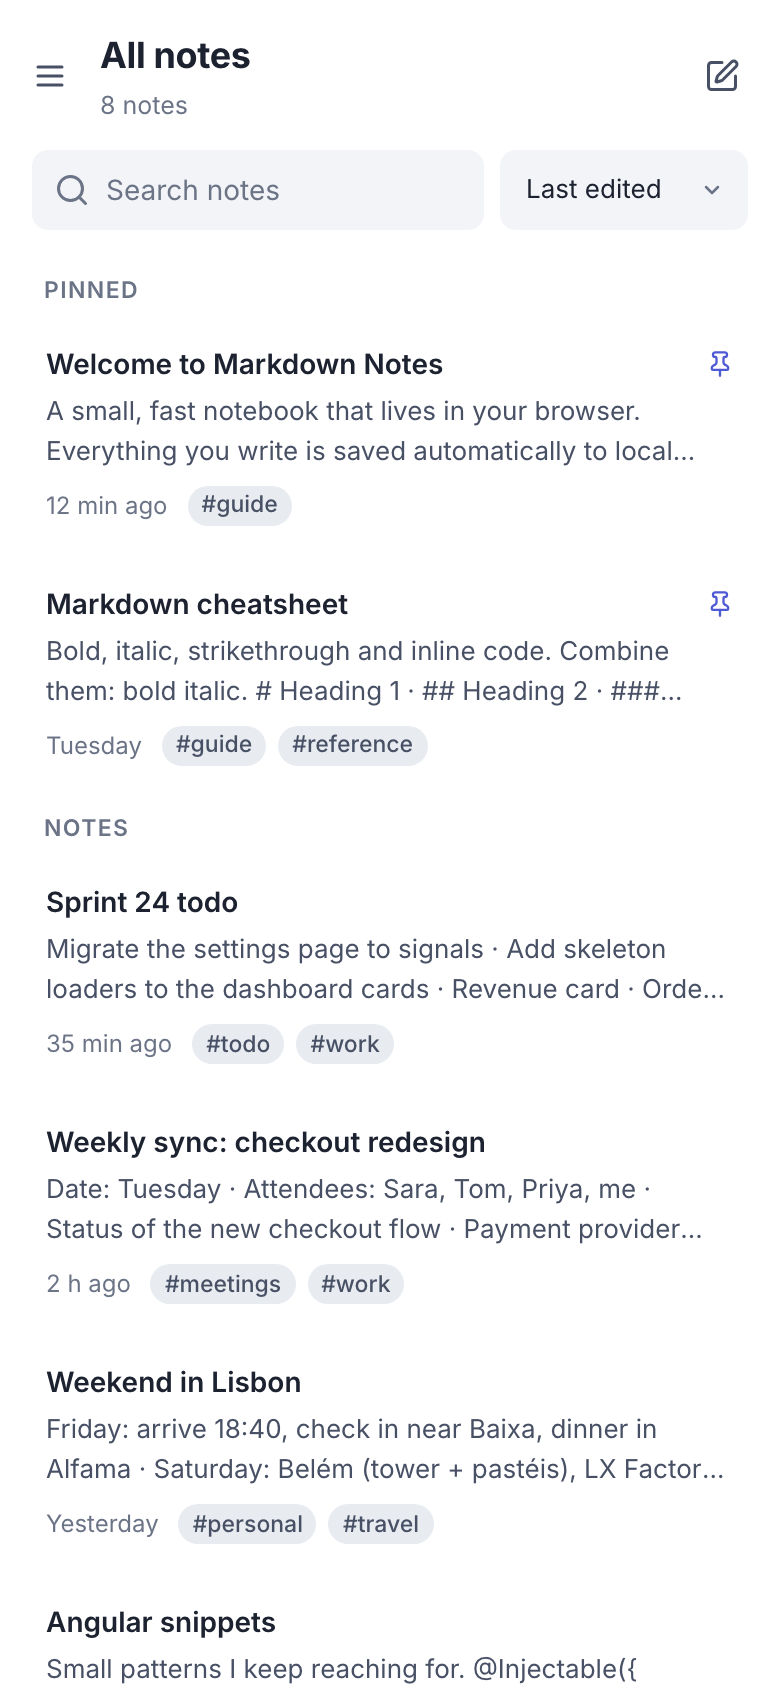 All notes
8 notes
Search notes
Last edited
PINNED
Welcome to Markdown Notes
A small, fast notebook that lives in your browser.
Everything you write is saved automatically to local...
12 min ago #guide
Markdown cheatsheet
Bold, italic, strikethrough and inline code. Combine
them: bold italic. # Heading 1 · ## Heading 2 · ###...
Tuesday #guide #reference
NOTES
Sprint 24 todo
Migrate the settings page to signals · Add skeleton
loaders to the dashboard cards · Revenue card · Orde...
35 min ago #todo #work
Weekly sync: checkout redesign
Date: Tuesday · Attendees: Sara, Tom, Priya, me ·
Status of the new checkout flow · Payment provider...
2 h ago #meetings #work
Weekend in Lisbon
Friday: arrive 18:40, check in near Baixa, dinner in
Alfama · Saturday: Belém (tower + pastéis), LX Factor...
Yesterday #personal #travel
Angular snippets
Small patterns I keep reaching for. @Injectable({